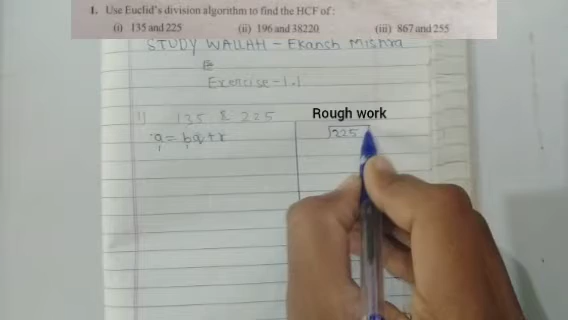 1. Use Euclid's division algorithm to find the HCF of :
(i) 135 and 225 (ii) 196 and 38220 (iii) 867 and 255
STUDY WALLAH - Ekansh Mishra
Exercise-1.1
1) 135 & 225
Rough work
a = bq+r
225